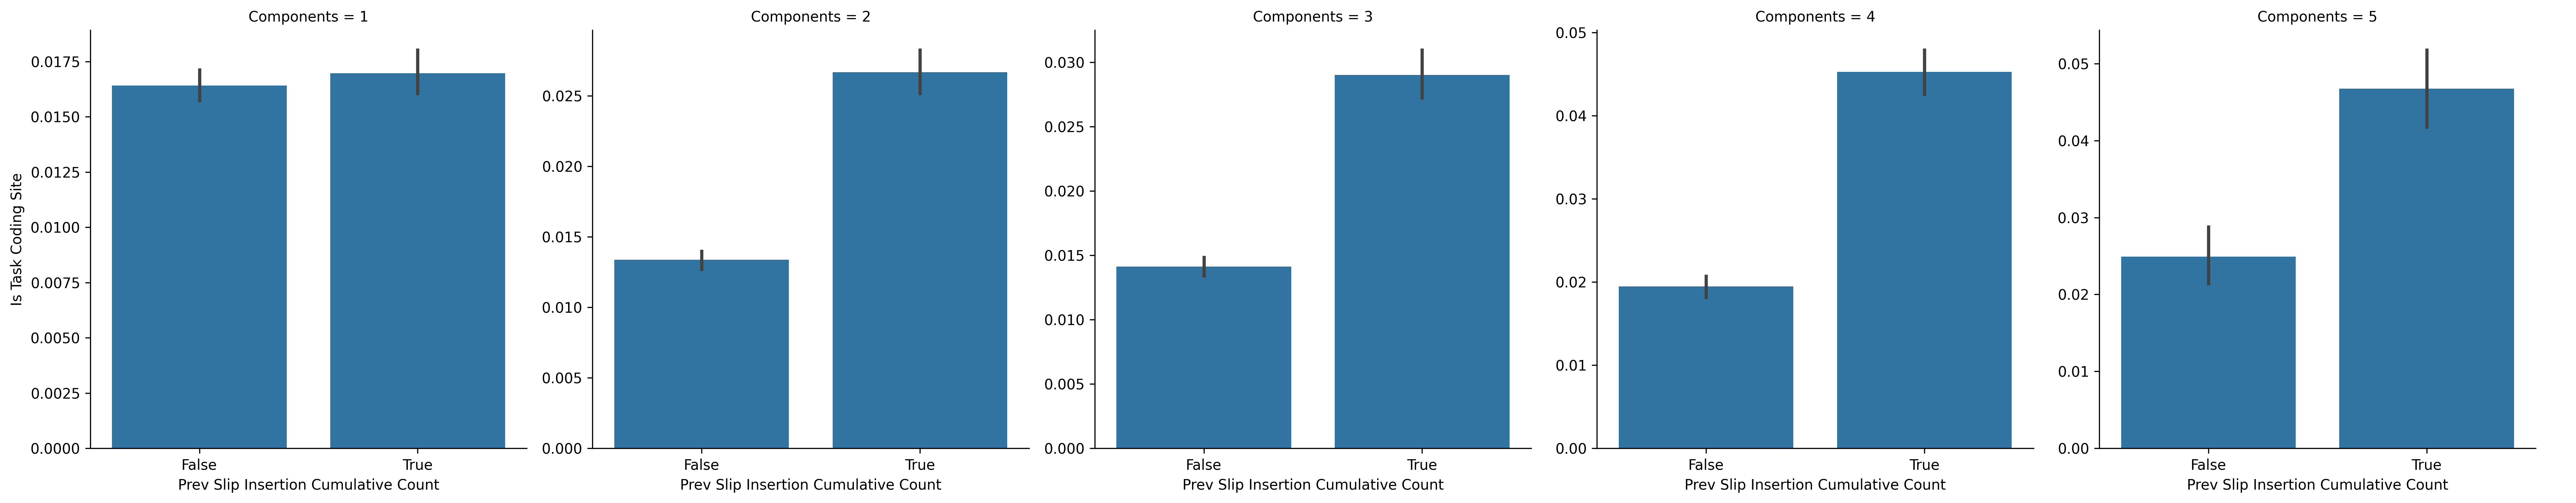 Components = 1
Is Task Coding Site
0.0175
0.0150
0.0125
0.0100
0.0075
0.0050
0.0025
0.0000
False True
Prev Slip Insertion Cumulative Count
Components = 2
0.025
0.020
0.015
0.010
0.005
0.000
False True
Prev Slip Insertion Cumulative Count
Components = 3
0.030
0.025
0.020
0.015
0.010
0.005
0.000
False True
Prev Slip Insertion Cumulative Count
Components = 4
0.05
0.04
0.03
0.02
0.01
0.00
False True
Prev Slip Insertion Cumulative Count
Components = 5
0.05
0.04
0.03
0.02
0.01
0.00
False True
Prev Slip Insertion Cumulative Count